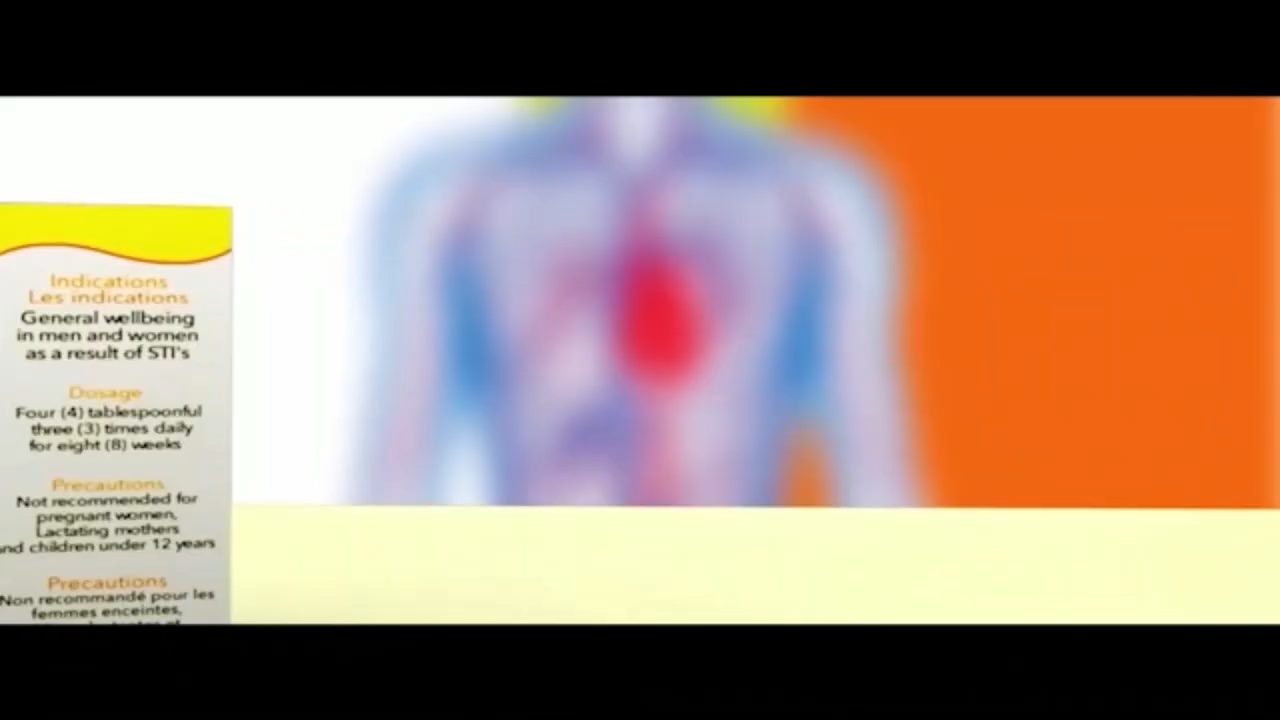 Indications
Les indications
General wellbeing
in men and women
as a result of STI's
Dosage
Four (4) tablespoonful
three (3) times daily
for eight (8) weeks
Precautions
Not recommended for
pregnant women,
Lactating mothers
and children under 12 years
Precautions
Non recommandé pour les
femmes enceintes,